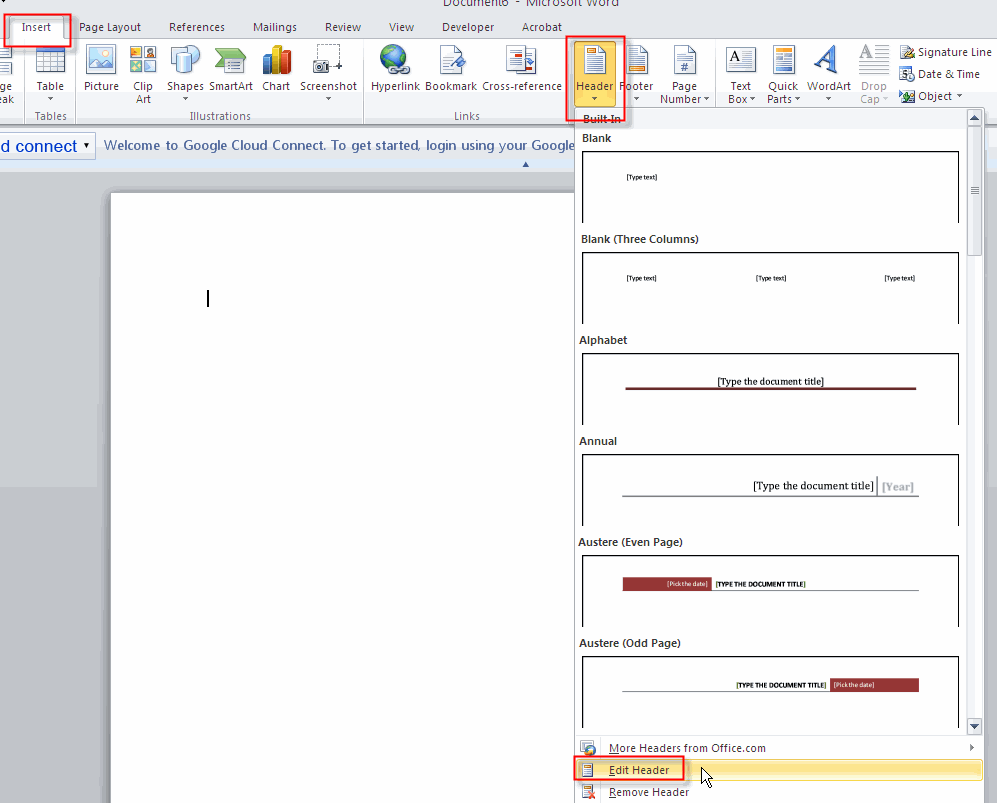 Document6 - Microsoft Word
Insert Page Layout References Mailings Review View Developer Acrobat
ge
eak
Table
Tables
Picture
Clip
Art
Shapes
SmartArt
Chart
Screenshot
Illustrations
Hyperlink
Bookmark
Cross-reference
Links
Header
Footer
Page
Number
Text
Box
Quick
Parts
WordArt
Drop
Cap
Signature Line
Date & Time
Object
d connect
Welcome to Google Cloud Connect. To get started, login using your Google
Built-In
Blank
[Type text]
Blank (Three Columns)
[Type text] [Type text] [Type text]
Alphabet
[Type the document title]
Annual
[Type the document title] [Year]
Austere (Even Page)
[Pick the date] [TYPE THE DOCUMENT TITLE]
Austere (Odd Page)
[TYPE THE DOCUMENT TITLE] [Pick the date]
More Headers from Office.com
Edit Header
Remove Header